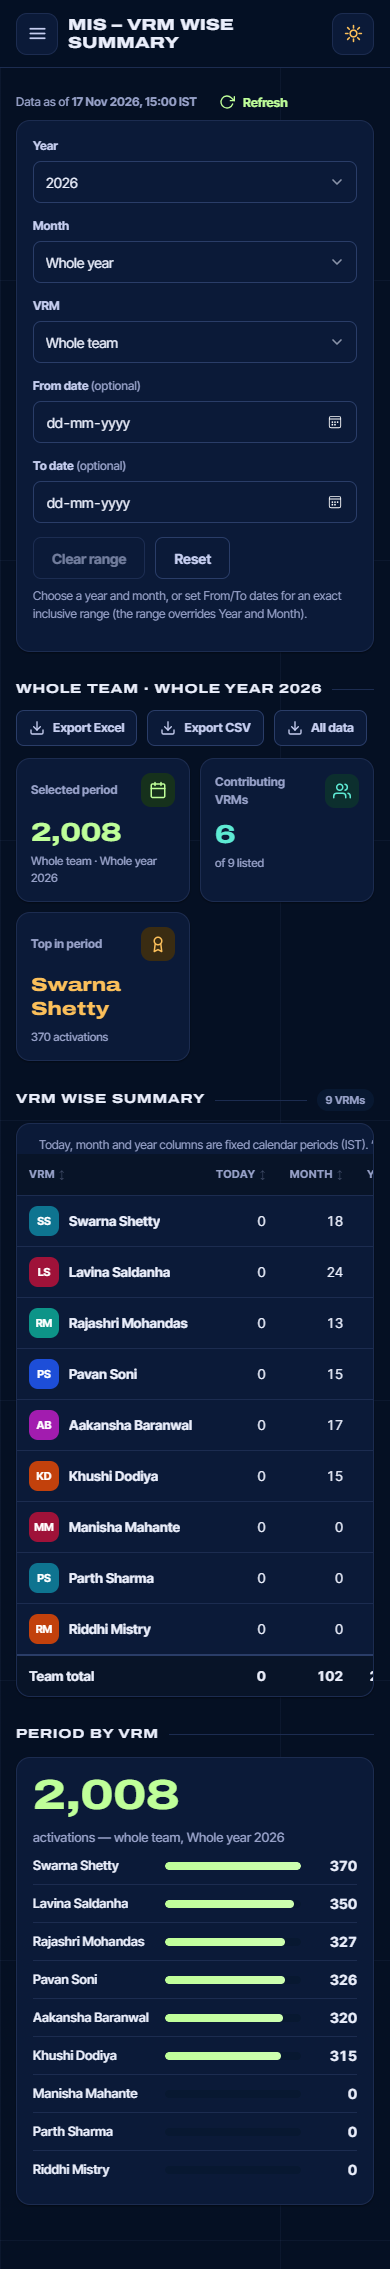 MIS – VRM WISE
SUMMARY
Data as of 17 Nov 2026, 15:00 IST
Refresh
Year
2026
Month
Whole year
VRM
Whole team
From date (optional)
dd-mm-yyyy
To date (optional)
dd-mm-yyyy
Clear range
Reset
Choose a year and month, or set From/To dates for an exact
inclusive range (the range overrides Year and Month).
WHOLE TEAM · WHOLE YEAR 2026
Export Excel
Export CSV
All data
Selected period
2,008
Whole team · Whole year
2026
Contributing
VRMs
6
of 9 listed
Top in period
Swarna
Shetty
370 activations
VRM WISE SUMMARY
9 VRMs
Today, month and year columns are fixed calendar periods (IST).
VRM TODAY MONTH Y
SS Swarna Shetty 0 18
LS Lavina Saldanha 0 24
RM Rajashri Mohandas 0 13
PS Pavan Soni 0 15
AB Aakansha Baranwal 0 17
KD Khushi Dodiya 0 15
MM Manisha Mahante 0 0
PS Parth Sharma 0 0
RM Riddhi Mistry 0 0
Team total 0 102
PERIOD BY VRM
2,008
activations — whole team, Whole year 2026
Swarna Shetty 370
Lavina Saldanha 350
Rajashri Mohandas 327
Pavan Soni 326
Aakansha Baranwal 320
Khushi Dodiya 315
Manisha Mahante 0
Parth Sharma 0
Riddhi Mistry 0